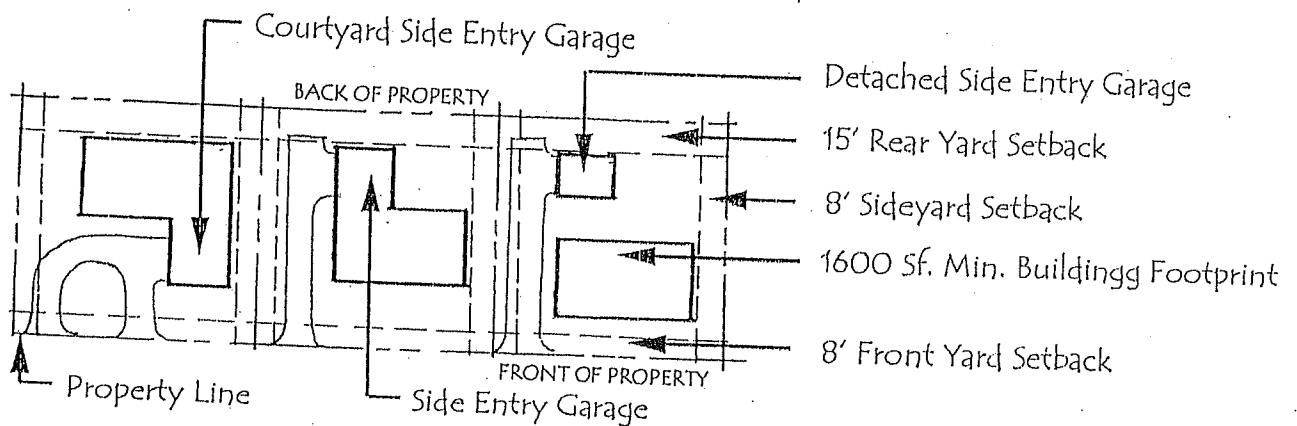 Courtyard Side Entry Garage
BACK OF PROPERTY
Detached Side Entry Garage
15' Rear Yard Setback
8' Sideyard Setback
1600 Sf. Min. Buildingg Footprint
8' Front Yard Setback
FRONT OF PROPERTY
Property Line
Side Entry Garage